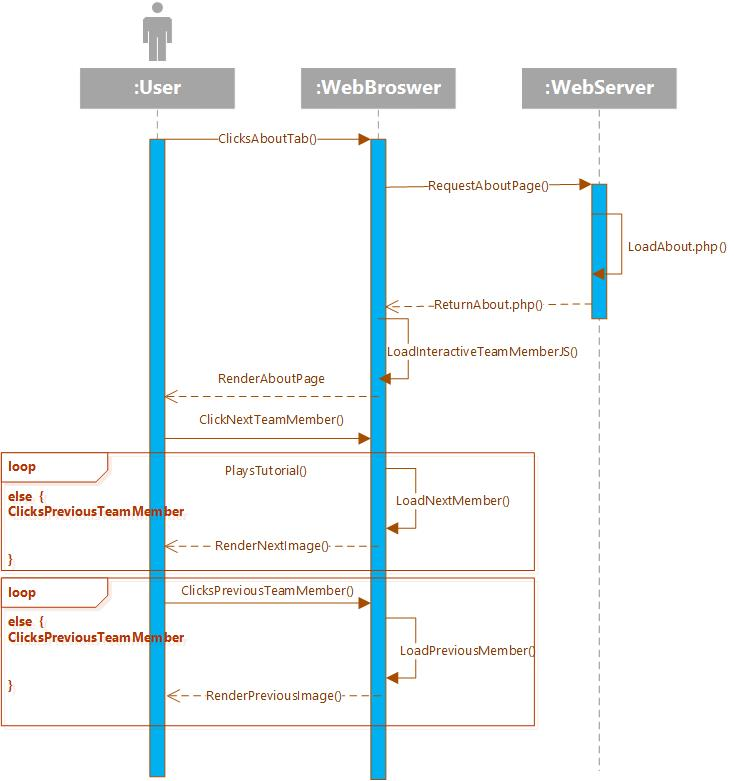 :User
:WebBroswer
:WebServer
ClicksAboutTab()
RequestAboutPage()
LoadAbout.php()
ReturnAbout.php()
LoadInteractiveTeamMemberJS()
RenderAboutPage
ClickNextTeamMember()
loop
PlaysTutorial()
else {
LoadNextMember()
ClicksPreviousTeamMember
RenderNextImage()
}
loop
ClicksPreviousTeamMember()
else {
ClicksPreviousTeamMember
LoadPreviousMember()
}
RenderPreviousImage()